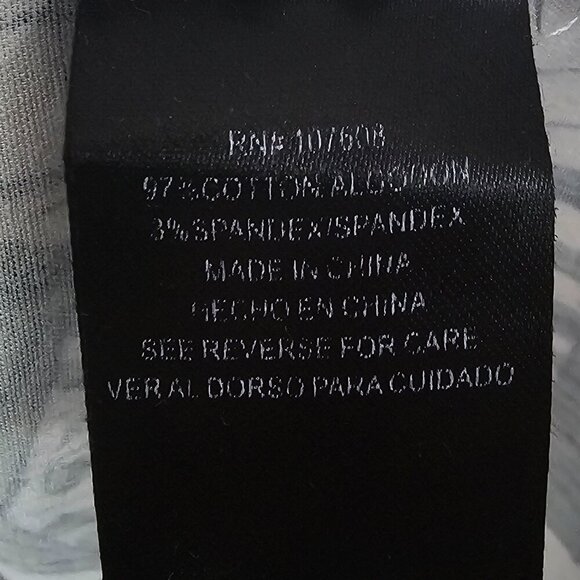 RN# 107608
97%COTTON/ALGODON
3%SPANDEX/SPANDEX
MADE IN CHINA
HECHO EN CHINA
SEE REVERSE FOR CARE
VER AL DORSO PARA CUIDADO